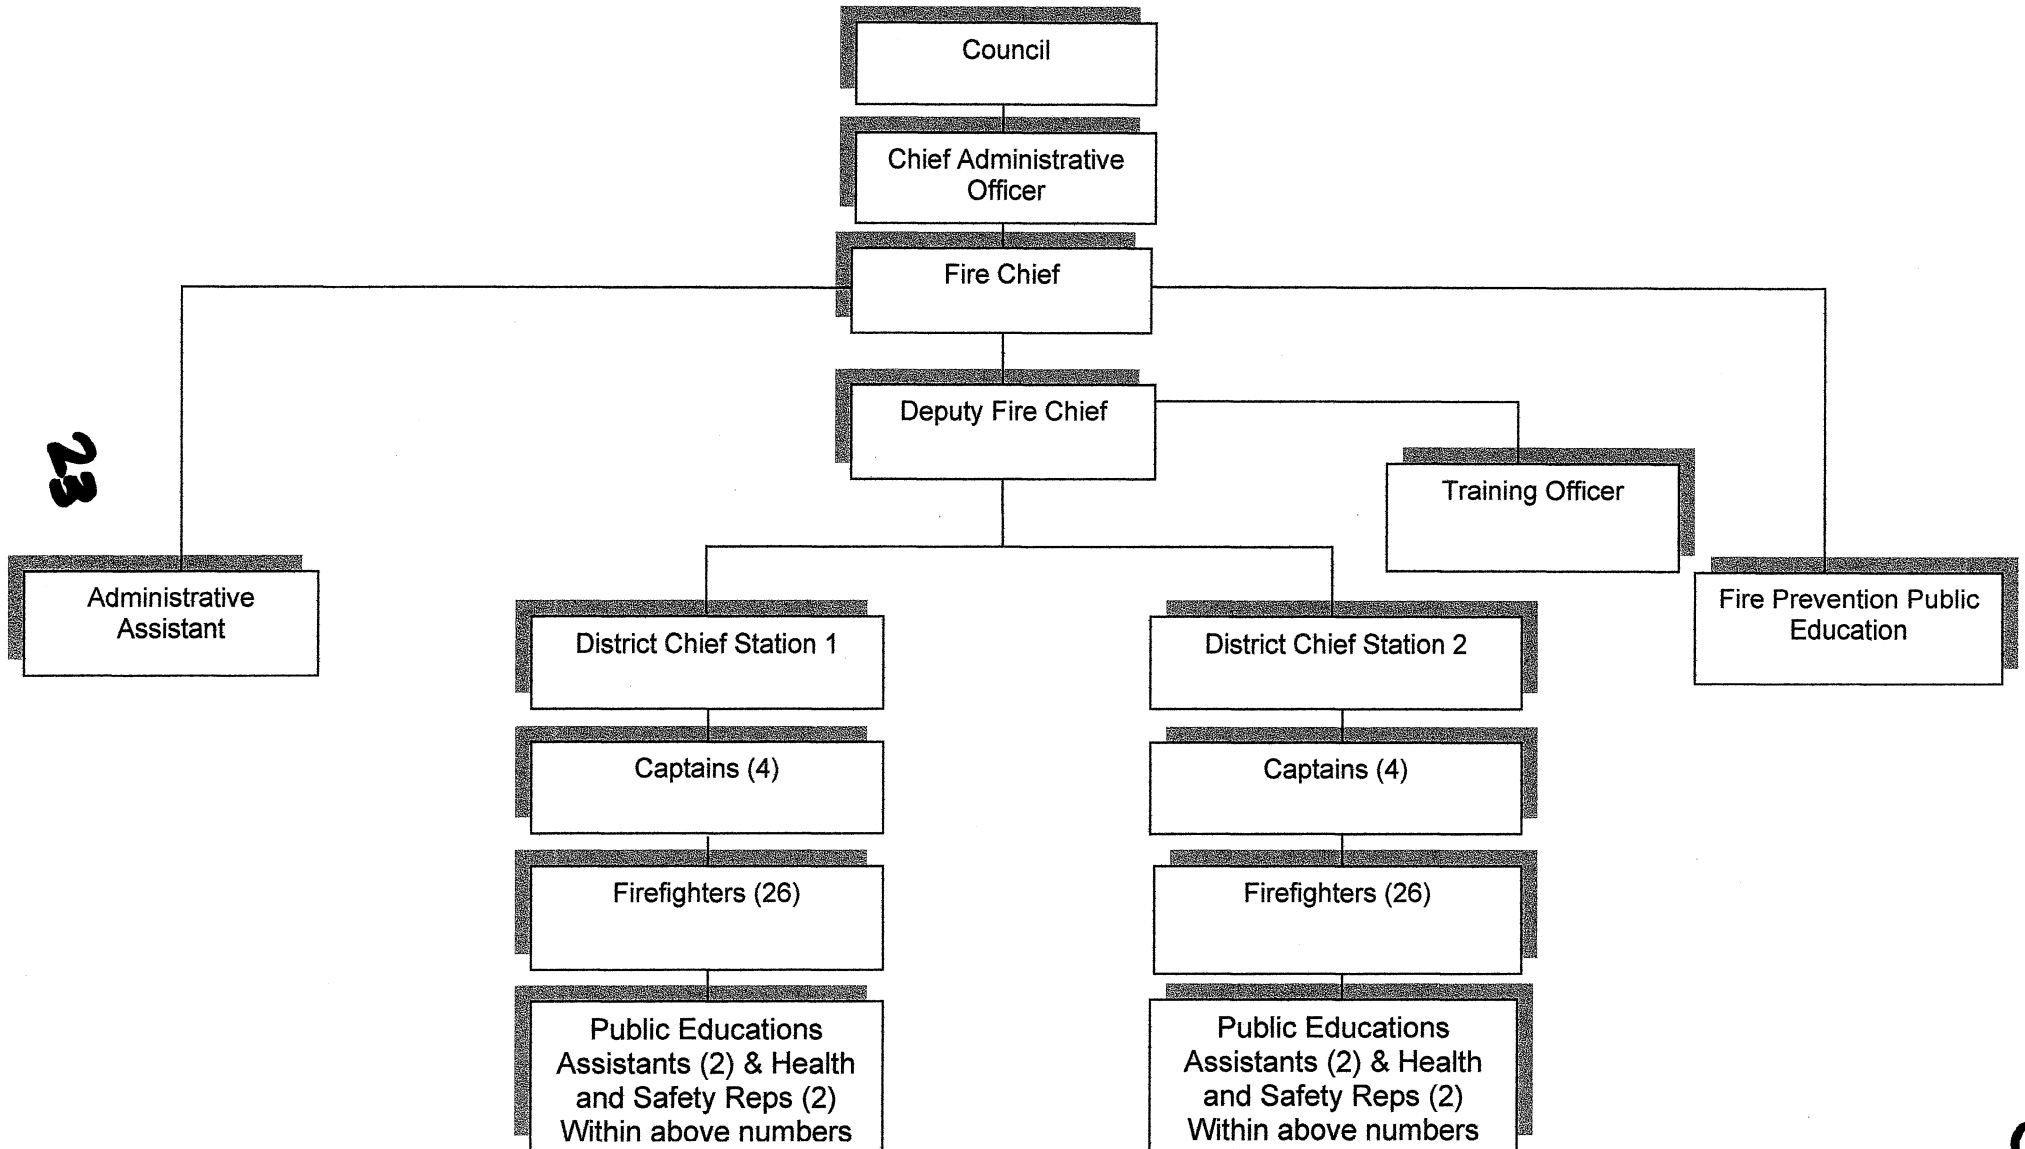 Council
Chief Administrative
Officer
Fire Chief
Deputy Fire Chief
Training Officer
23
Administrative
Assistant
Fire Prevention Public
Education
District Chief Station 1
District Chief Station 2
Captains (4)
Captains (4)
Firefighters (26)
Firefighters (26)
Public Educations
Assistants (2) & Health
and Safety Reps (2)
Within above numbers
Public Educations
Assistants (2) & Health
and Safety Reps (2)
Within above numbers